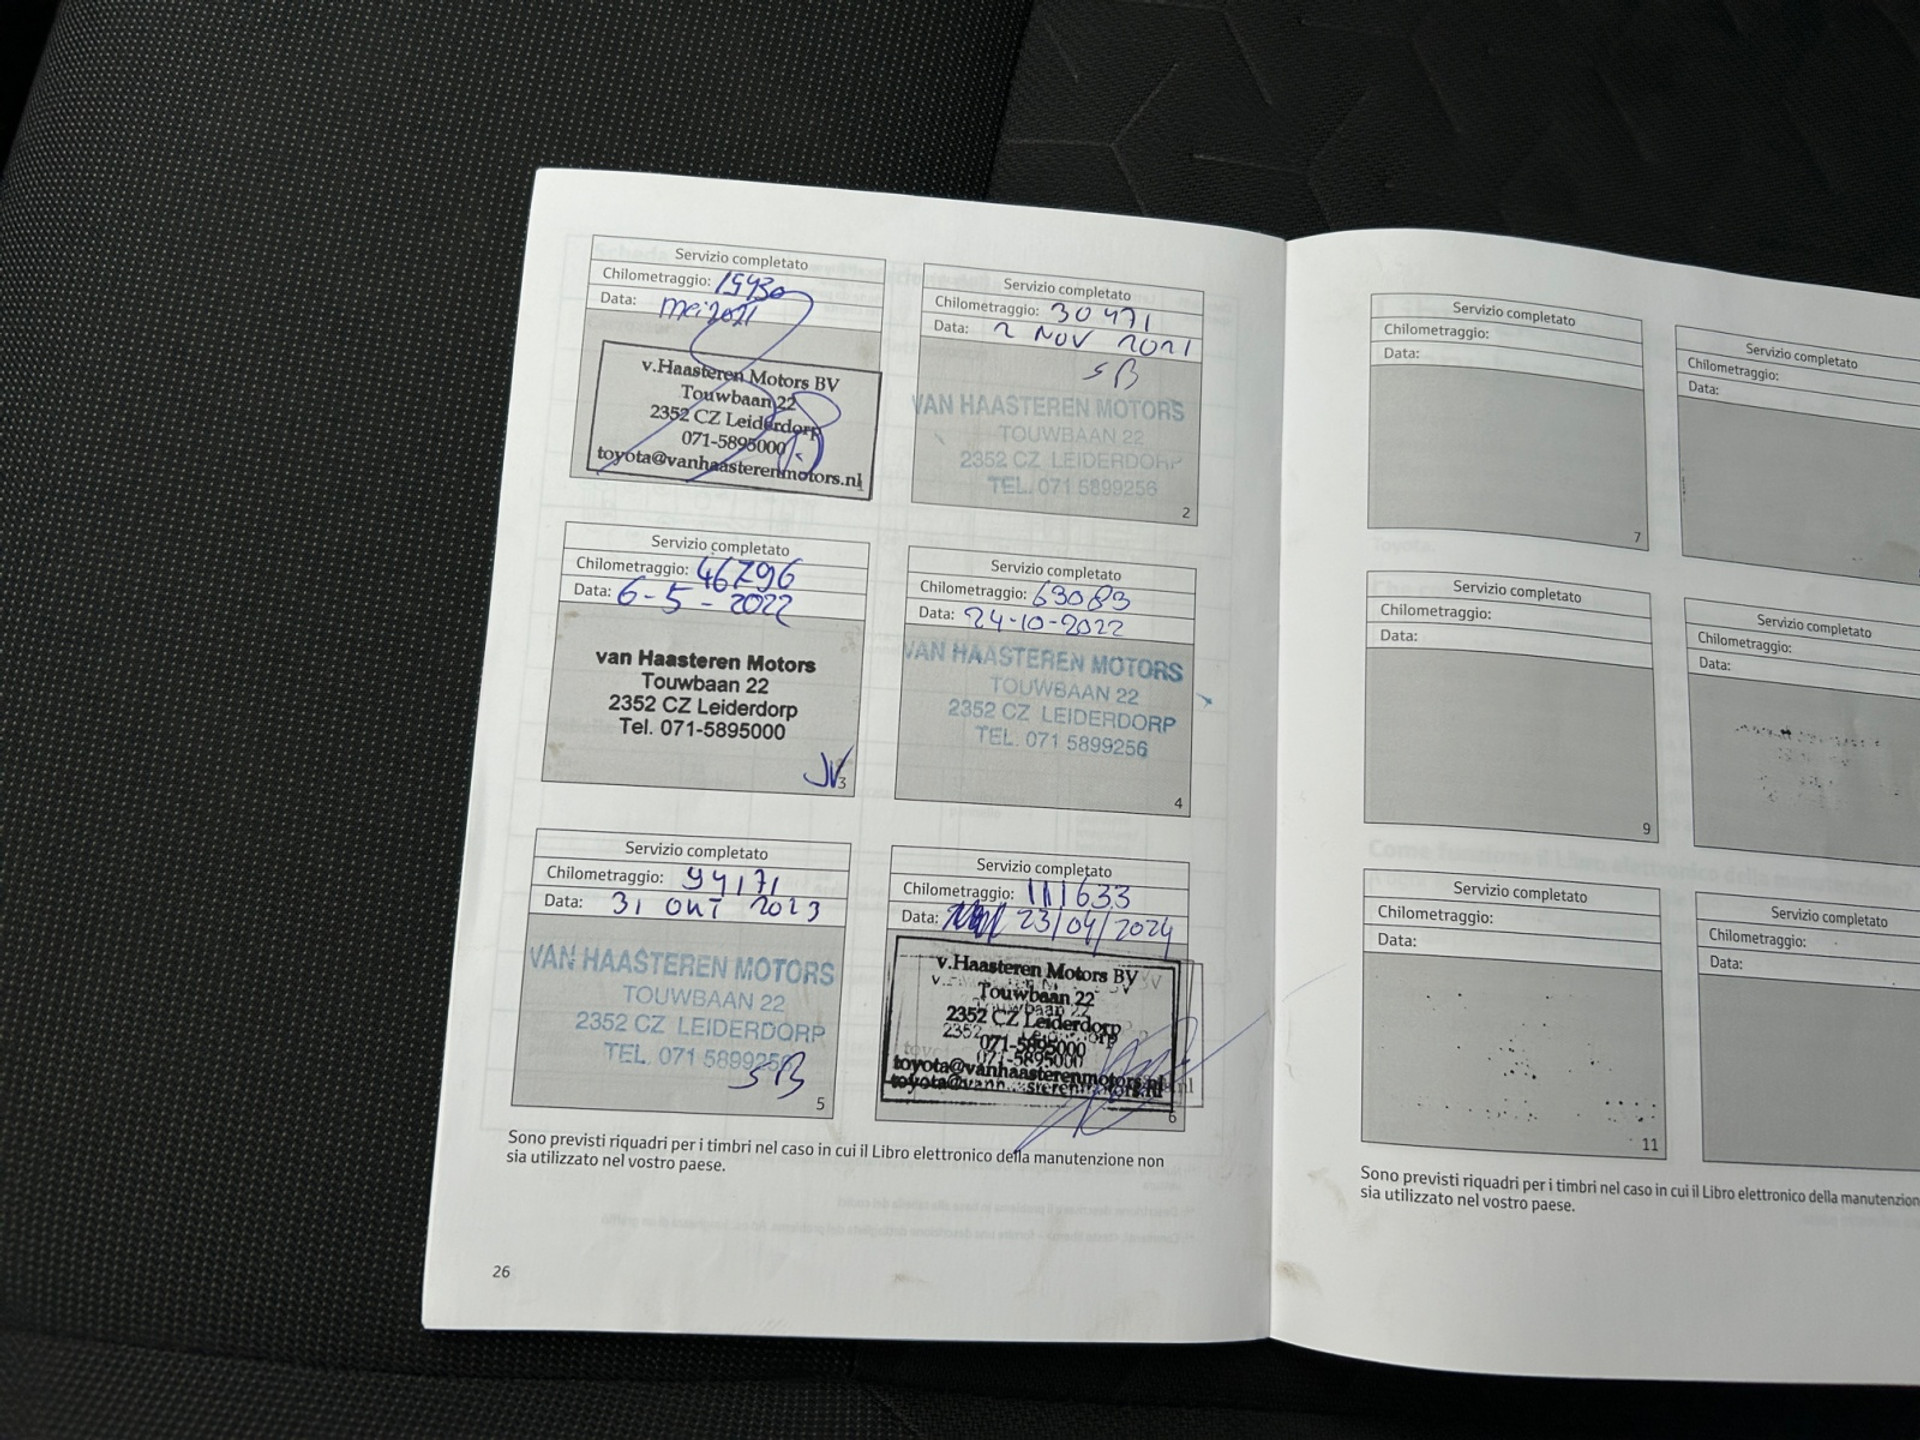 Servizio completato
Chilometraggio: 15430
Data: mei 2021
v.Haasteren Motors BV
Touwbaan 22
2352 CZ Leiderdorp
071-5895000
toyota@vanhaasterenmotors.nl
Servizio completato
Chilometraggio: 30471
Data: 2 NOV 2021
SB
VAN HAASTEREN MOTORS
TOUWBAAN 22
2352 CZ LEIDERDORP
TEL. 071 5899256
2
Servizio completato
Chilometraggio: 46796
Data: 6-5-2022
van Haasteren Motors
Touwbaan 22
2352 CZ Leiderdorp
Tel. 071-5895000
JV
3
Servizio completato
Chilometraggio: 63083
Data: 24-10-2022
VAN HAASTEREN MOTORS
TOUWBAAN 22
2352 CZ LEIDERDORP
TEL. 071 5899256
4
Servizio completato
Chilometraggio: 94171
Data: 31 OKT 2023
VAN HAASTEREN MOTORS
TOUWBAAN 22
2352 CZ LEIDERDORP
TEL. 071 5899256
SB
5
Servizio completato
Chilometraggio: 111633
Data: 23/04/2024
v.Haasteren Motors BV
Touwbaan 22
2352 CZ Leiderdorp
071-5895000
toyota@vanhaasterenmotors.nl
6
Sono previsti riquadri per i timbri nel caso in cui il Libro elettronico della manutenzione non
sia utilizzato nel vostro paese.
26
Servizio completato
Chilometraggio:
Data:
7
Servizio completato
Chilometraggio:
Data:
Servizio completato
Chilometraggio:
Data:
9
Servizio completato
Chilometraggio:
Data:
Servizio completato
Chilometraggio:
Data:
11
Servizio completato
Chilometraggio:
Data:
Sono previsti riquadri per i timbri nel caso in cui il Libro elettronico della manutenzion
sia utilizzato nel vostro paese.